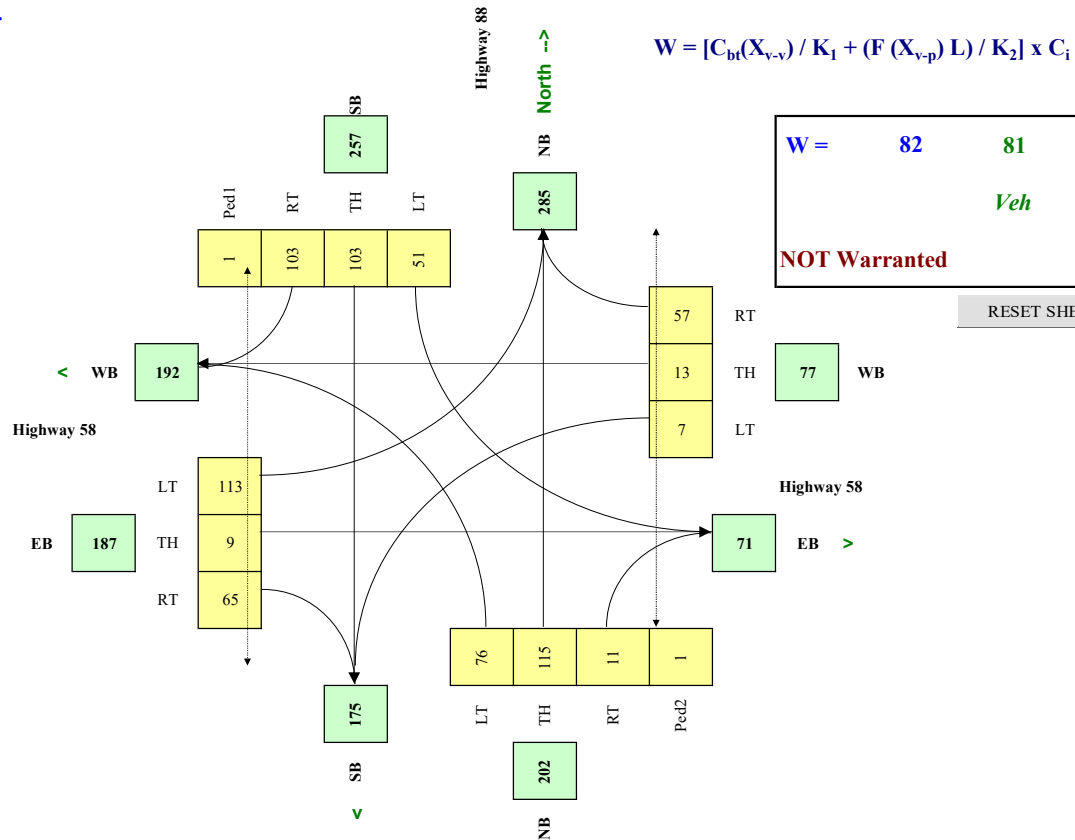 Highway 88
North -->
W = [Cbt(Xv-v) / K1 + (F (Xv-p) L) / K2] x Ci
SB
257
NB
285
W = 82 81
Veh
NOT Warranted
RESET SHE
Ped1 RT TH LT
1 103 103 51
57 RT
13 TH
7 LT
77 WB
< WB 192
Highway 58
LT 113
TH 9
RT 65
EB 187
Highway 58
71 EB >
76 115 11 1
LT TH RT Ped2
175
SB
v
202
NB